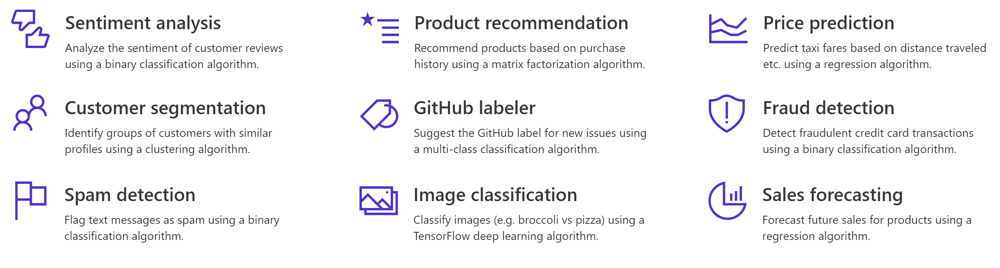 Sentiment analysis
Analyze the sentiment of customer reviews
using a binary classification algorithm.
Product recommendation
Recommend products based on purchase
history using a matrix factorization algorithm.
Price prediction
Predict taxi fares based on distance traveled
etc. using a regression algorithm.
Customer segmentation
Identify groups of customers with similar
profiles using a clustering algorithm.
GitHub labeler
Suggest the GitHub label for new issues using
a multi-class classification algorithm.
Fraud detection
Detect fraudulent credit card transactions
using a binary classification algorithm.
Spam detection
Flag text messages as spam using a binary
classification algorithm.
Image classification
Classify images (e.g. broccoli vs pizza) using a
TensorFlow deep learning algorithm.
Sales forecasting
Forecast future sales for products using a
regression algorithm.